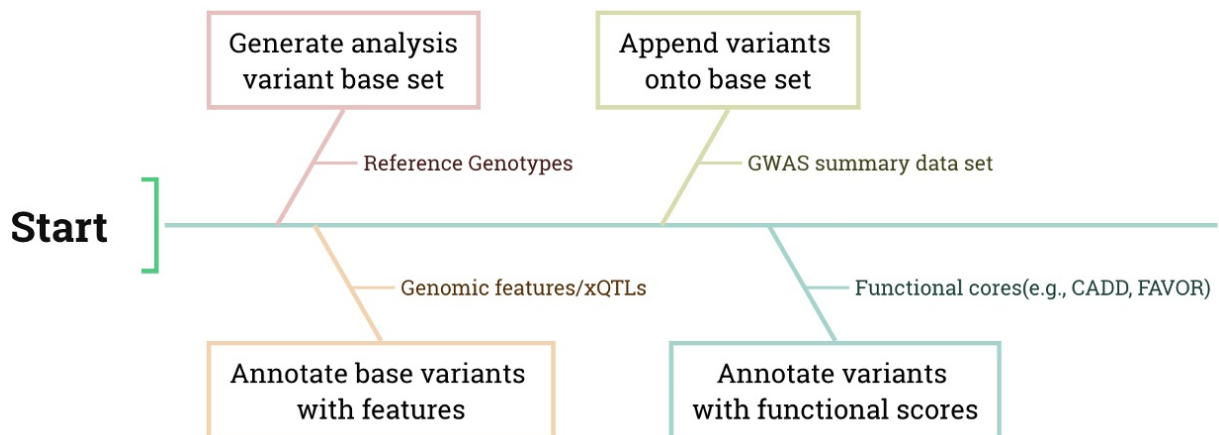 Generate analysis
variant base set
Append variants
onto base set
Reference Genotypes
GWAS summary data set
Start
Genomic features/xQTLs
Functional cores(e.g., CADD, FAVOR)
Annotate base variants
with features
Annotate variants
with functional scores